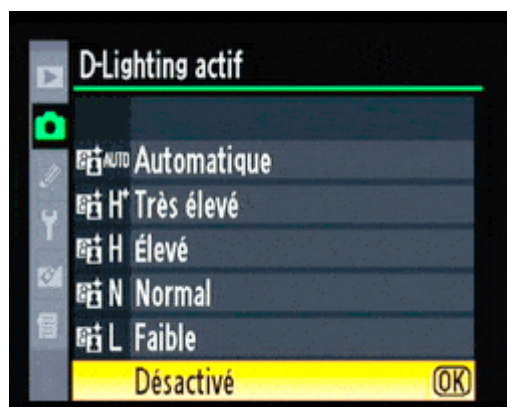 D-Lighting actif
AUTO Automatique
H+ Très élevé
H Élevé
N Normal
L Faible
Désactivé OK